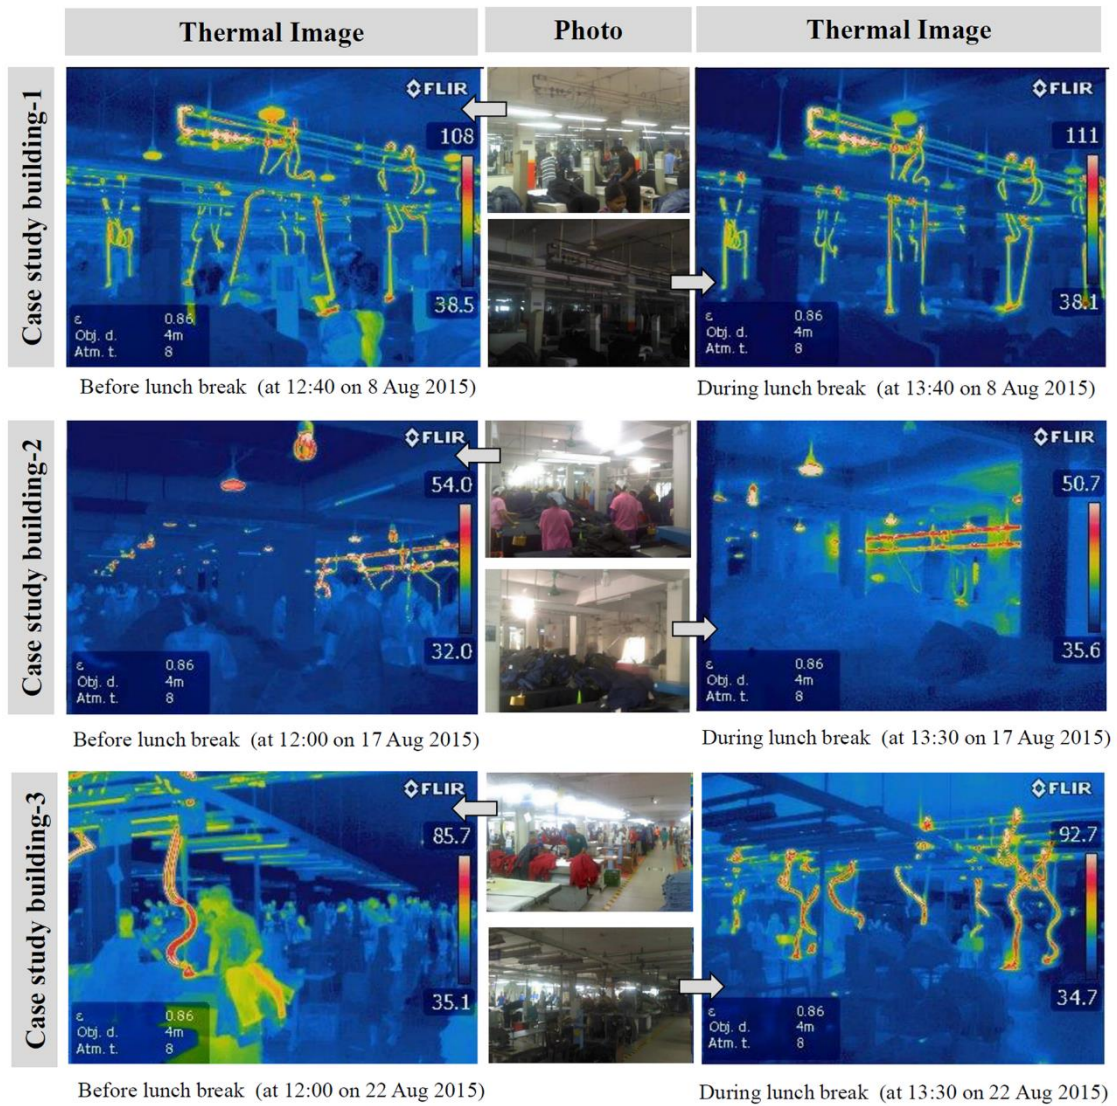 Thermal Image
Photo
Thermal Image
Case study building-1
FLIR
108
38.5
ε 0.86
Obj. d. 4m
Atm. t. 8
FLIR
111
38.1
ε 0.86
Obj. d. 4m
Atm. t. 8
Before lunch break (at 12:40 on 8 Aug 2015)
During lunch break (at 13:40 on 8 Aug 2015)
Case study building-2
FLIR
54.0
32.0
ε 0.86
Obj. d. 4m
Atm. t. 8
FLIR
50.7
35.6
ε 0.86
Obj. d. 4m
Atm. t. 8
Before lunch break (at 12:00 on 17 Aug 2015)
During lunch break (at 13:30 on 17 Aug 2015)
Case study building-3
FLIR
85.7
35.1
ε 0.86
Obj. d. 4m
Atm. t. 8
FLIR
92.7
34.7
ε 0.86
Obj. d. 4m
Atm. t. 8
Before lunch break (at 12:00 on 22 Aug 2015)
During lunch break (at 13:30 on 22 Aug 2015)